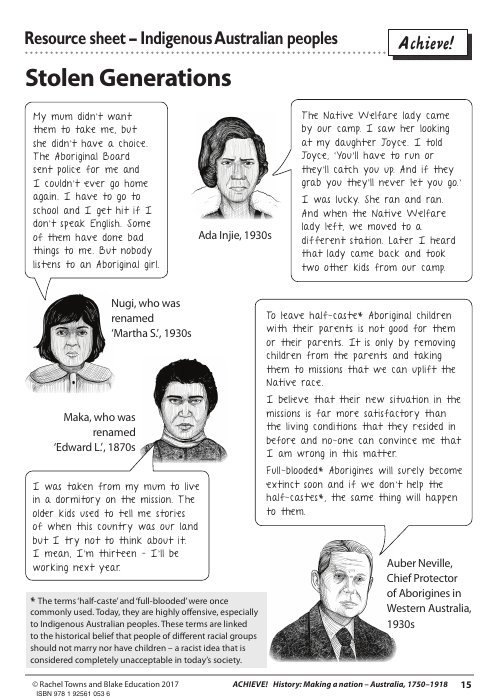 Resource sheet – Indigenous Australian peoples
Achieve!
Stolen Generations
My mum didn't want
them to take me, but
she didn't have a choice.
The Aboriginal Board
sent police for me and
I couldn't ever go home
again. I have to go to
school and I get hit if I
don't speak English. Some
of them have done bad
things to me. But nobody
listens to an Aboriginal girl.
Nugi, who was
renamed
'Martha S.', 1930s
The Native Welfare lady came
by our camp. I saw her looking
at my daughter Joyce. I told
Joyce, 'You'll have to run or
they'll catch you up. And if they
grab you they'll never let you go.'
I was lucky. She ran and ran.
And when the Native Welfare
lady left, we moved to a
different station. Later I heard
that lady came back and took
two other kids from our camp.
Ada Injie, 1930s
Maka, who was
renamed
'Edward L.', 1870s
I was taken from my mum to live
in a dormitory on the mission. The
older kids used to tell me stories
of when this country was our land
but I try not to think about it.
I mean, I'm thirteen – I'll be
working next year.
To leave half-caste* Aboriginal children
with their parents is not good for them
or their parents. It is only by removing
children from the parents and taking
them to missions that we can uplift the
Native race.
I believe that their new situation in the
missions is far more satisfactory than
the living conditions that they resided in
before and no-one can convince me that
I am wrong in this matter.
Full-blooded* Aborigines will surely become
extinct soon and if we don't help the
half-castes*, the same thing will happen
to them.
Auber Neville,
Chief Protector
of Aborigines in
Western Australia,
1930s
* The terms 'half-caste' and 'full-blooded' were once
commonly used. Today, they are highly offensive, especially
to Indigenous Australian peoples. These terms are linked
to the historical belief that people of different racial groups
should not marry nor have children – a racist idea that is
considered completely unacceptable in today's society.
© Rachel Towns and Blake Education 2017
ISBN 978 1 92561 053 6
ACHIEVE! History: Making a nation – Australia, 1750–1918 15